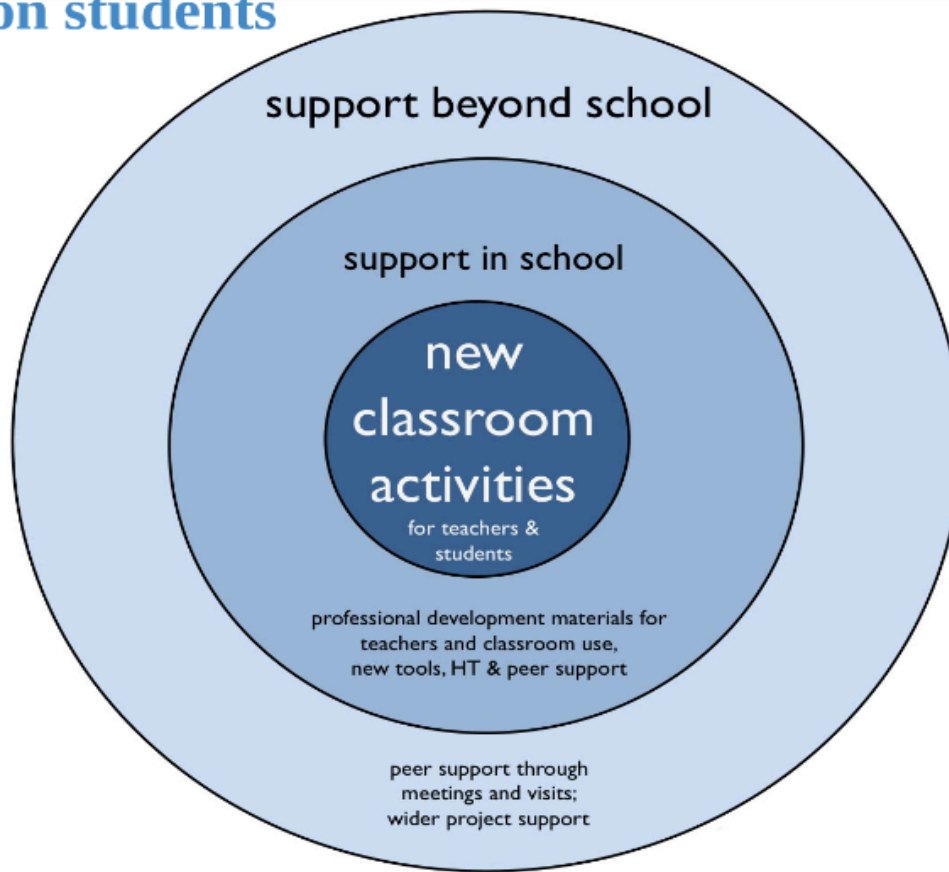 on students
support beyond school
support in school
new
classroom
activities
for teachers &
students
professional development materials for
teachers and classroom use,
new tools, HT & peer support
peer support through
meetings and visits;
wider project support